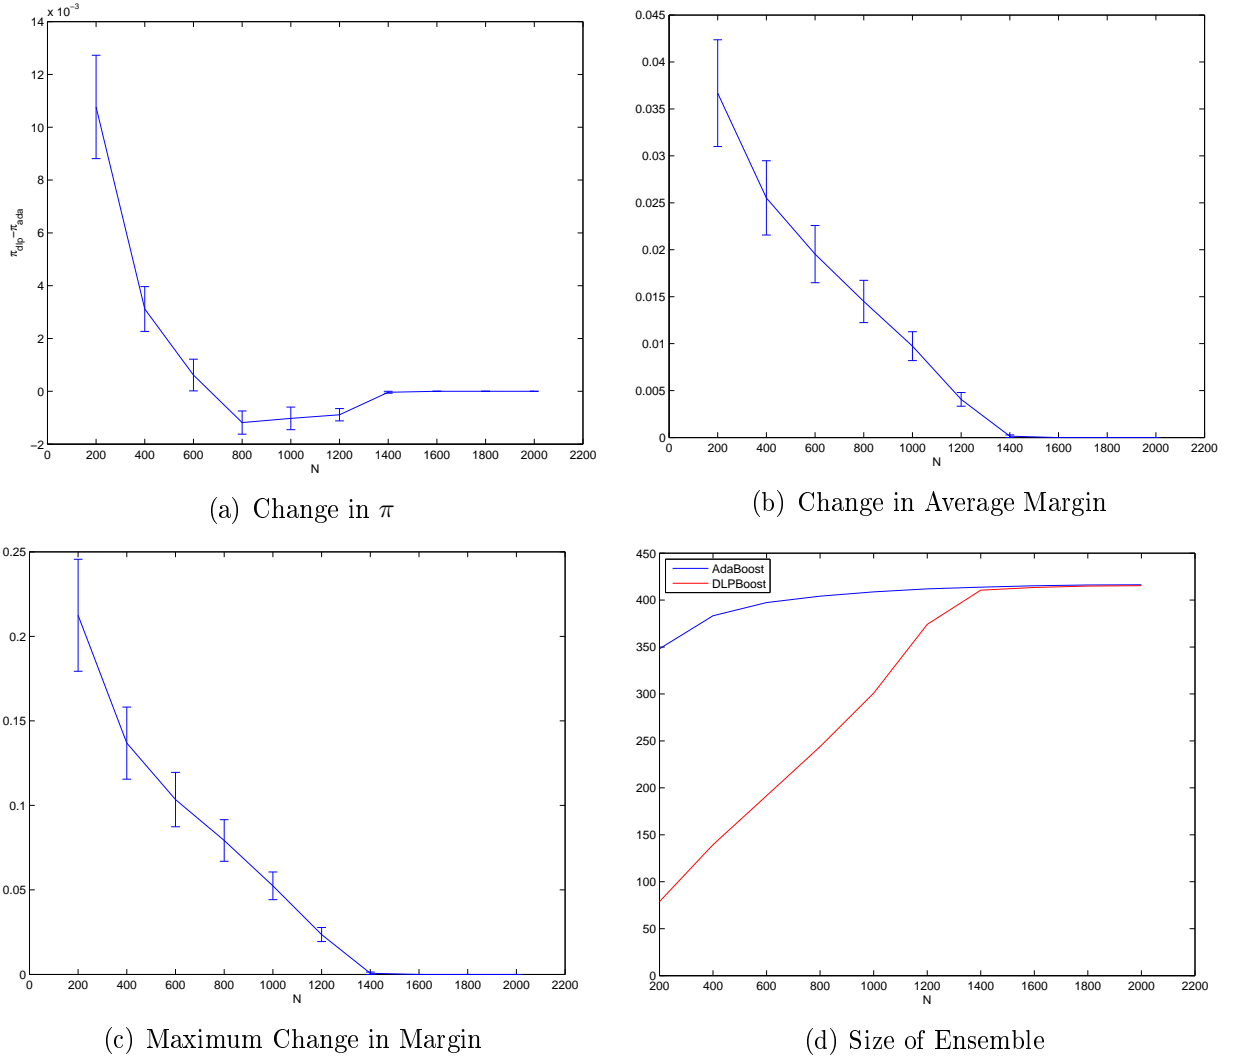 x 10⁻³
14
12
10
8
6
4
2
0
−2
π_dlp−π_ada
0 200 400 600 800 1000 1200 1400 1600 1800 2000 2200
N
(a) Change in π
0.045
0.04
0.035
0.03
0.025
0.02
0.015
0.01
0.005
0
0 200 400 600 800 1000 1200 1400 1600 1800 2000 2200
N
(b) Change in Average Margin
0.25
0.2
0.15
0.1
0.05
0
0 200 400 600 800 1000 1200 1400 1600 1800 2000 2200
N
(c) Maximum Change in Margin
450
400
350
300
250
200
150
100
50
0
AdaBoost
DLPBoost
200 400 600 800 1000 1200 1400 1600 1800 2000 2200
N
(d) Size of Ensemble